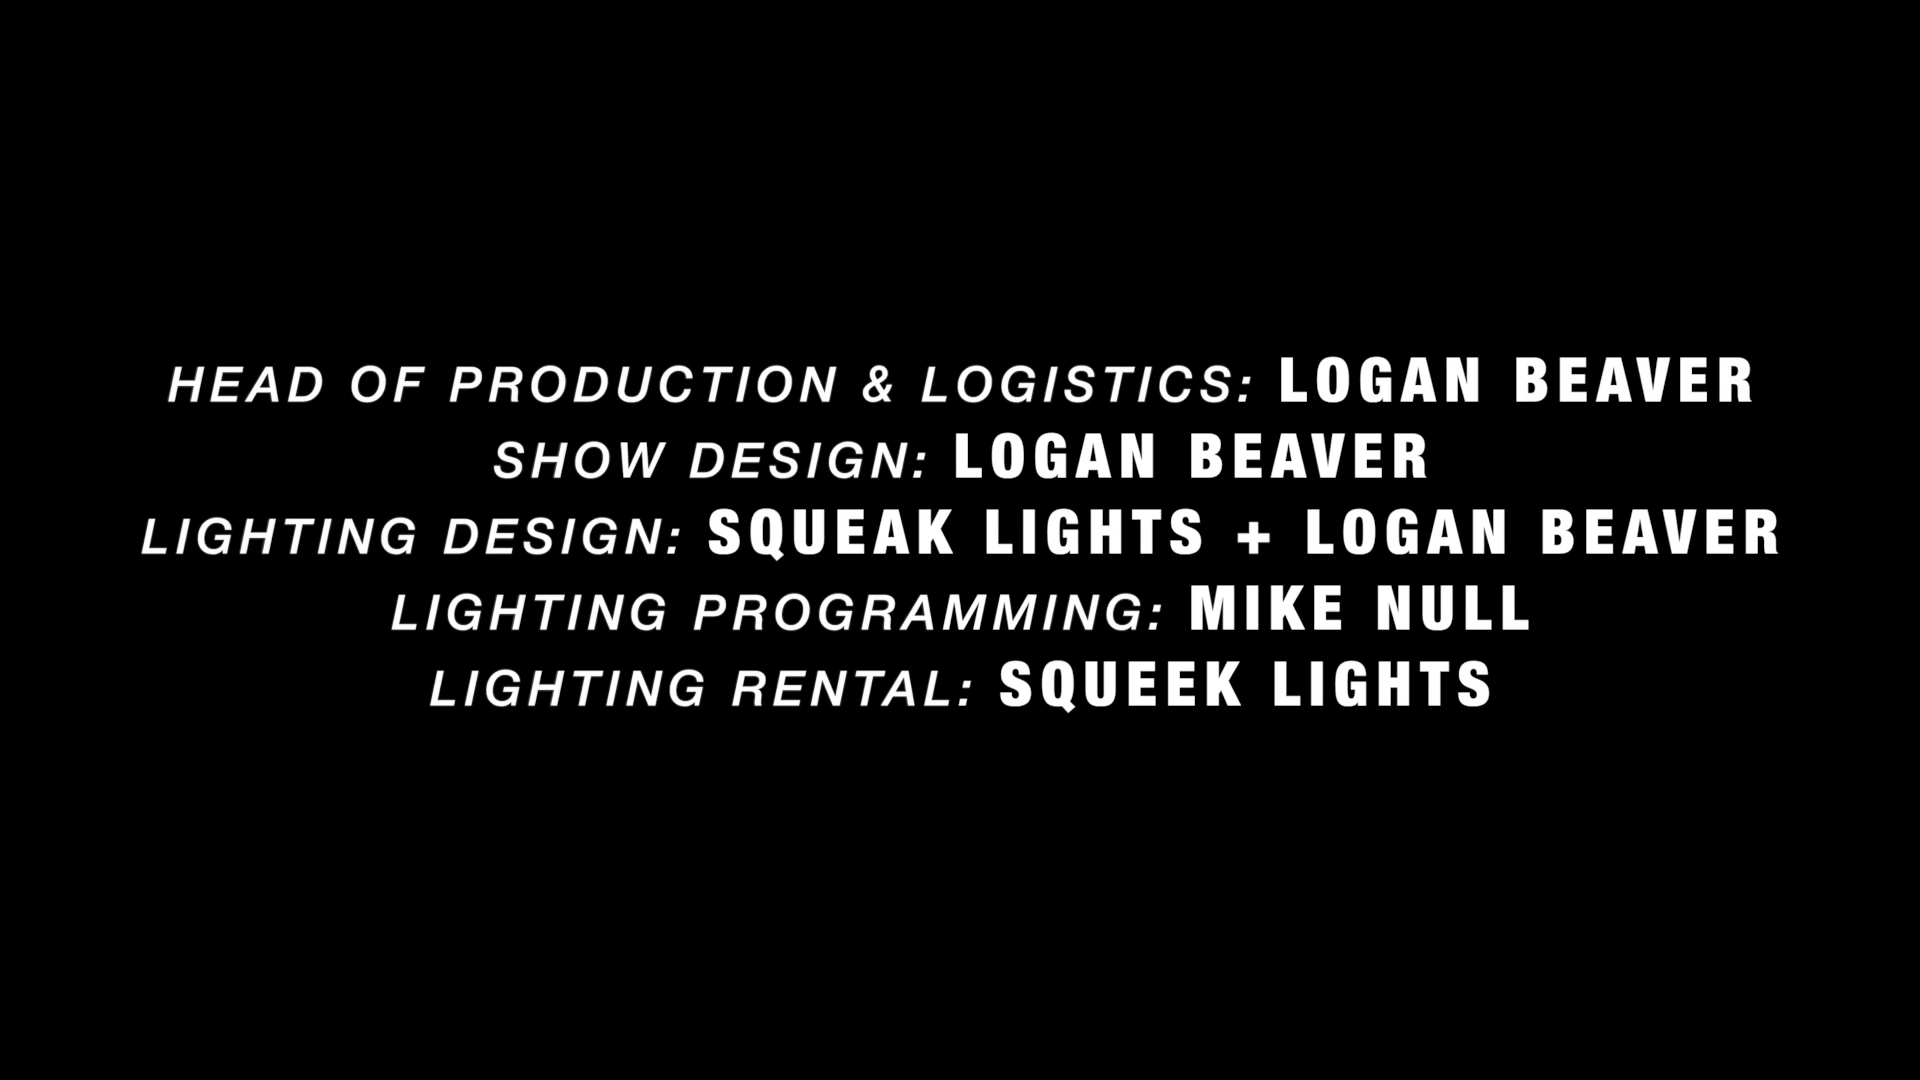 HEAD OF PRODUCTION & LOGISTICS: LOGAN BEAVER
SHOW DESIGN: LOGAN BEAVER
LIGHTING DESIGN: SQUEAK LIGHTS + LOGAN BEAVER
LIGHTING PROGRAMMING: MIKE NULL
LIGHTING RENTAL: SQUEEK LIGHTS